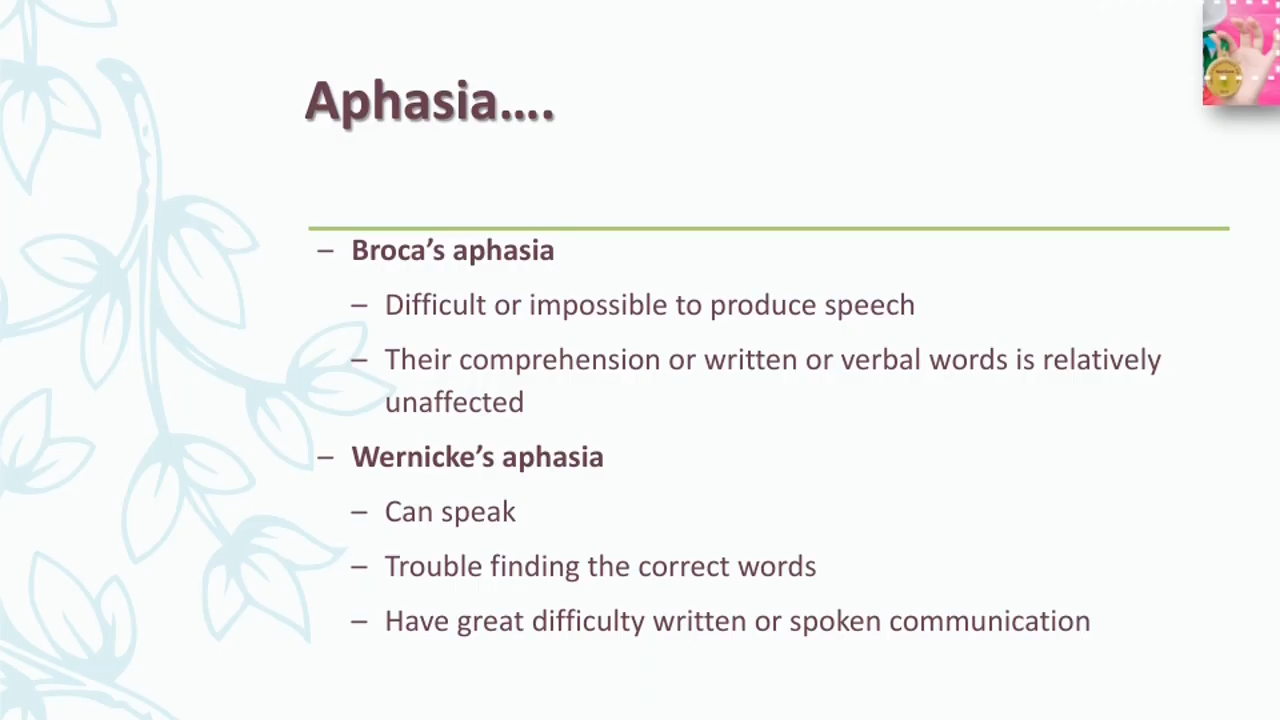 Aphasia....
– Broca’s aphasia
– Difficult or impossible to produce speech
– Their comprehension or written or verbal words is relatively
unaffected
– Wernicke’s aphasia
– Can speak
– Trouble finding the correct words
– Have great difficulty written or spoken communication